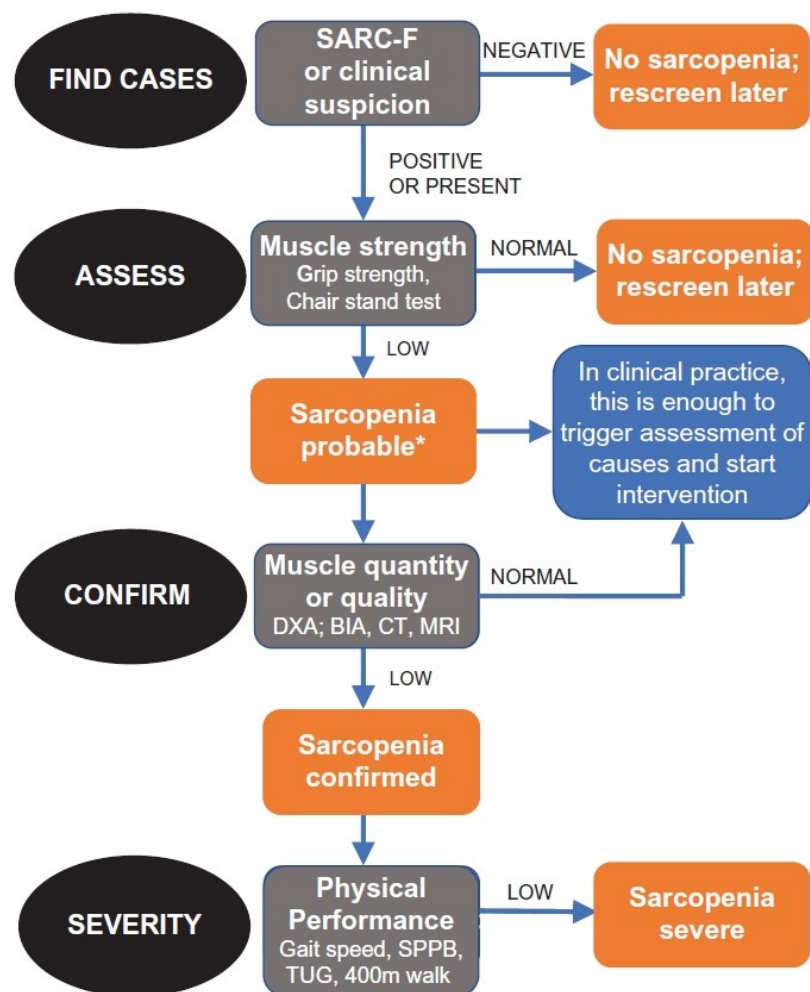 FIND CASES
SARC-F
or clinical
suspicion
NEGATIVE
No sarcopenia;
rescreen later
POSITIVE
OR PRESENT
ASSESS
Muscle strength
Grip strength,
Chair stand test
NORMAL
No sarcopenia;
rescreen later
LOW
Sarcopenia
probable*
In clinical practice,
this is enough to
trigger assessment of
causes and start
intervention
CONFIRM
Muscle quantity
or quality
DXA; BIA, CT, MRI
NORMAL
LOW
Sarcopenia
confirmed
SEVERITY
Physical
Performance
Gait speed, SPPB,
TUG, 400m walk
LOW
Sarcopenia
severe